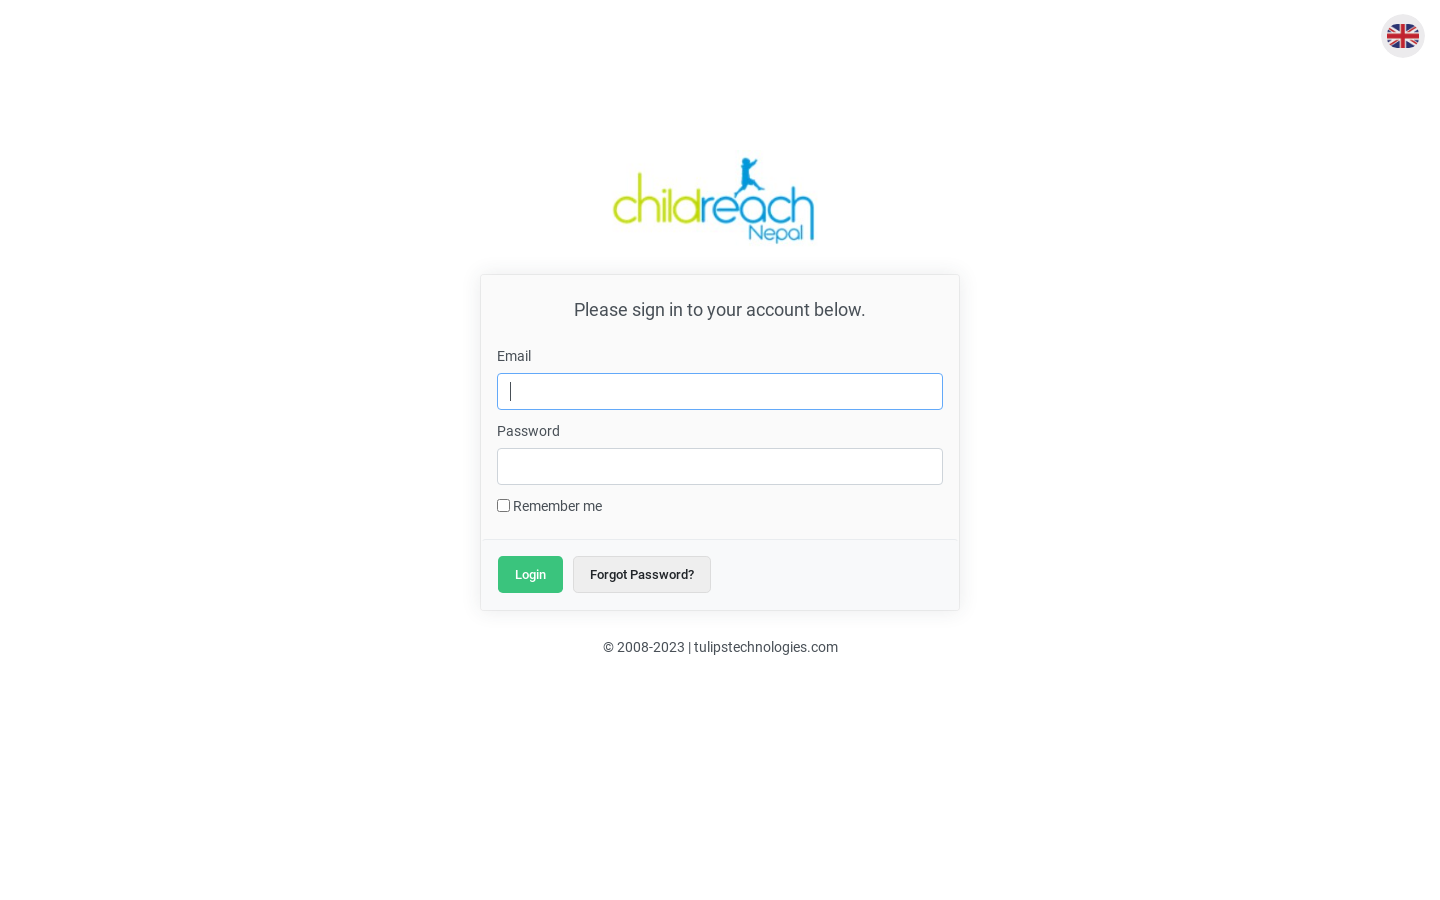 childreach
Nepal
Please sign in to your account below.
Email
Password
Remember me
Login
Forgot Password?
© 2008-2023 | tulipstechnologies.com